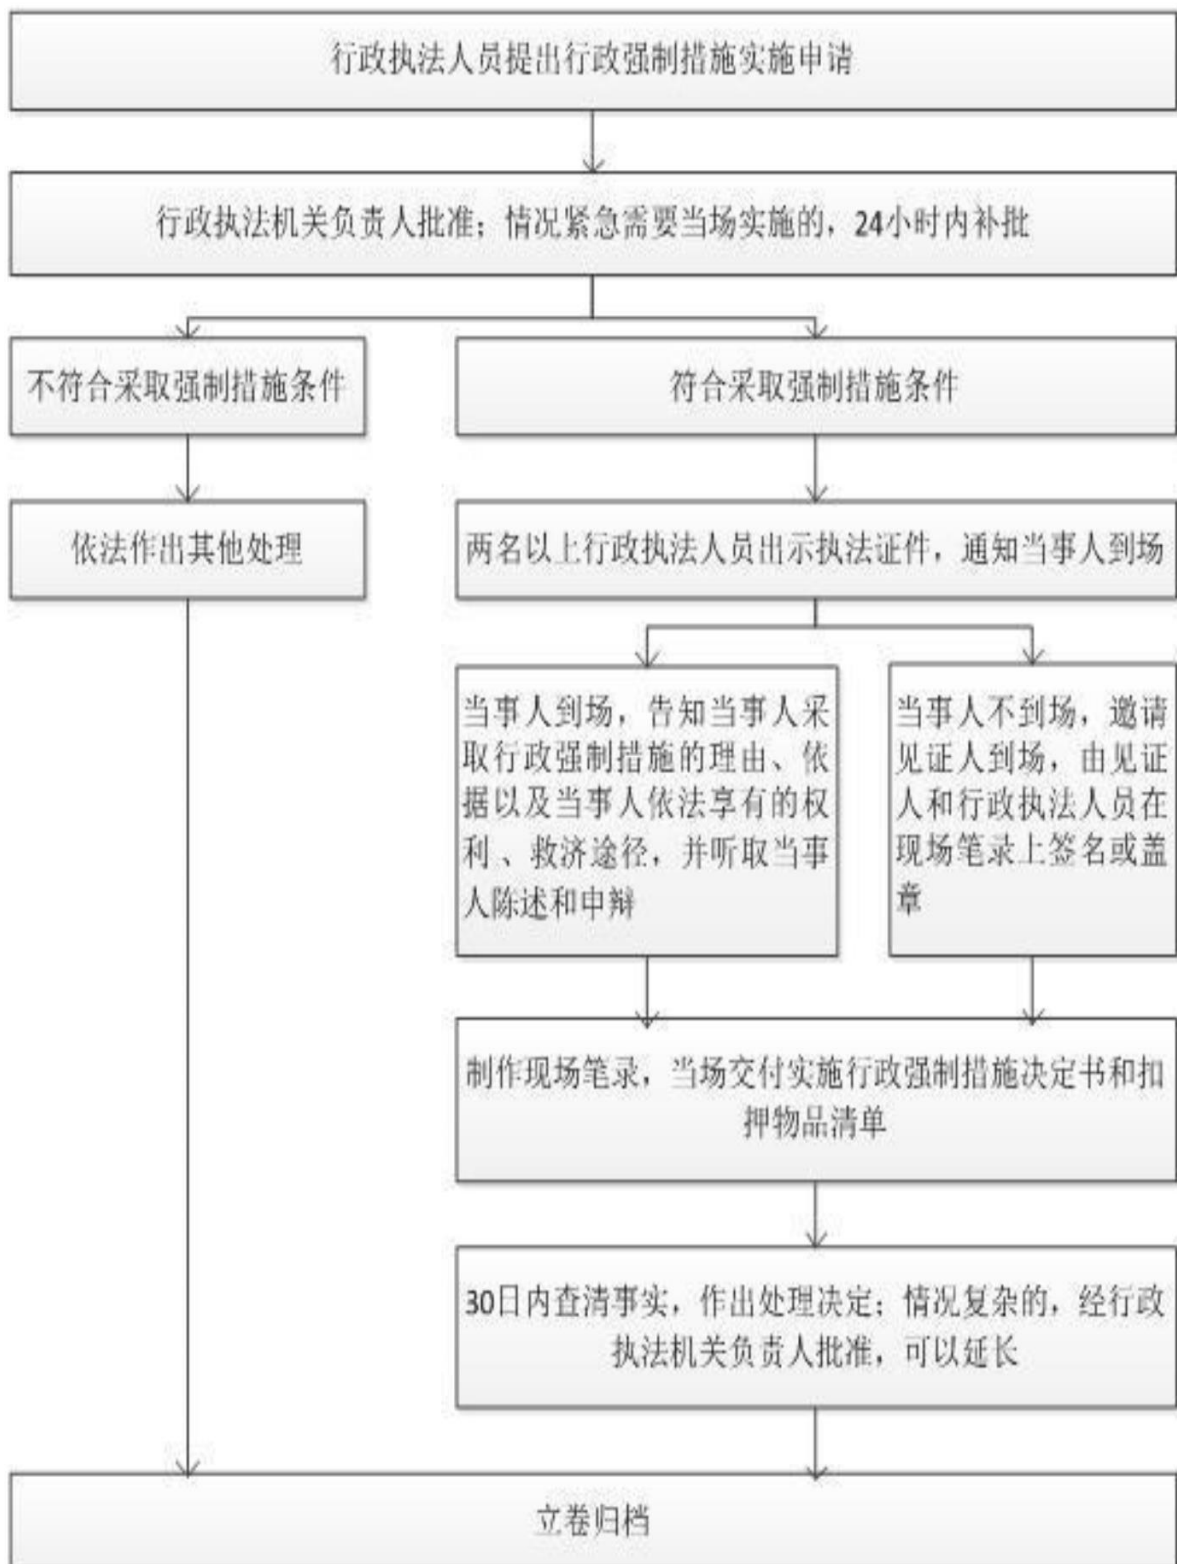 行政执法人员提出行政强制措施实施申请
行政执法机关负责人批准；情况紧急需要当场实施的，24小时内补批
不符合采取强制措施条件
符合采取强制措施条件
依法作出其他处理
两名以上行政执法人员出示执法证件，通知当事人到场
当事人到场，告知当事人采
取行政强制措施的理由、依
据以及当事人依法享有的权
利、救济途径，并听取当事
人陈述和申辩
当事人不到场，邀请
见证人到场，由见证
人和行政执法人员在
现场笔录上签名或盖
章
制作现场笔录，当场交付实施行政强制措施决定书和扣
押物品清单
30日内查清事实，作出处理决定；情况复杂的，经行政
执法机关负责人批准，可以延长
立卷归档